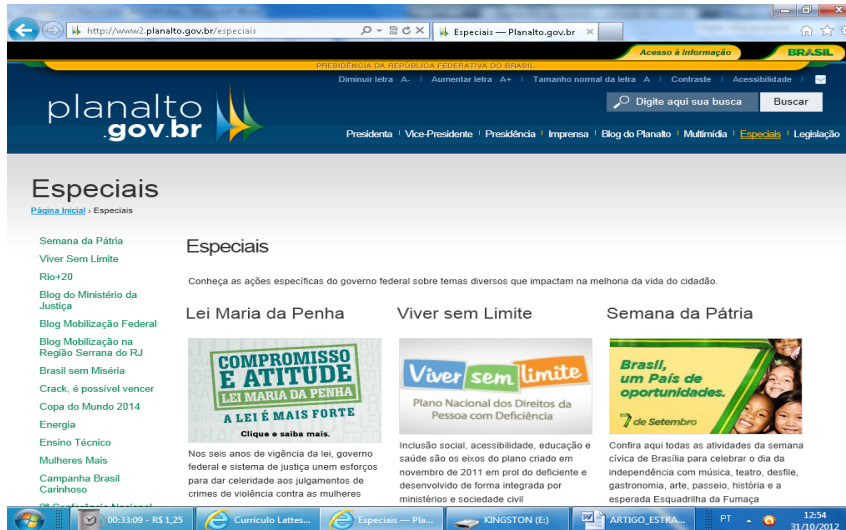 http://www2.planalto.gov.br/especiais
Especiais — Planalto.gov.br
Acesso à Informação
BRASIL
PRESIDÊNCIA DA REPÚBLICA FEDERATIVA DO BRASIL
Diminuir letra A- Aumentar letra A+ Tamanho normal da letra A Contraste Acessibilidade
planalto
.gov.br
Digite aqui sua busca
Buscar
Presidenta Vice-Presidente Presidência Imprensa Blog do Planalto Multimídia Especiais Legislação
Especiais
Página Inicial › Especiais
Semana da Pátria
Viver Sem Limite
Rio+20
Blog do Ministério da
Justiça
Blog Mobilização Federal
Blog Mobilização na
Região Serrana do RJ
Brasil sem Miséria
Crack, é possível vencer
Copa do Mundo 2014
Energia
Ensino Técnico
Mulheres Mais
Campanha Brasil
Carinhoso
Especiais
Conheça as ações específicas do governo federal sobre temas diversos que impactam na melhoria da vida do cidadão.
Lei Maria da Penha
COMPROMISSO
E ATITUDE
LEI MARIA DA PENHA
A LEI É MAIS FORTE
Clique e saiba mais.
Nos seis anos de vigência da lei, governo
federal e sistema de justiça unem esforços
para dar celeridade aos julgamentos de
crimes de violência contra as mulheres
Viver sem Limite
Viver sem limite
Plano Nacional dos Direitos da
Pessoa com Deficiência
Inclusão social, acessibilidade, educação e
saúde são os eixos do plano criado em
novembro de 2011 em prol do deficiente e
desenvolvido de forma integrada por
ministérios e sociedade civil
Semana da Pátria
Brasil,
um País de
oportunidades.
7 de Setembro
Confira aqui todas as atividades da semana
cívica de Brasília para celebrar o dia da
independência com música, teatro, desfile,
gastronomia, arte, passeio, história e a
esperada Esquadrilha da Fumaça
00:33:09 - R$ 1,25
Currículo Lattes...
Especiais — Pla...
KINGSTON (E:)
ARTIGO_ESTRA...
PT
12:54
31/10/2012